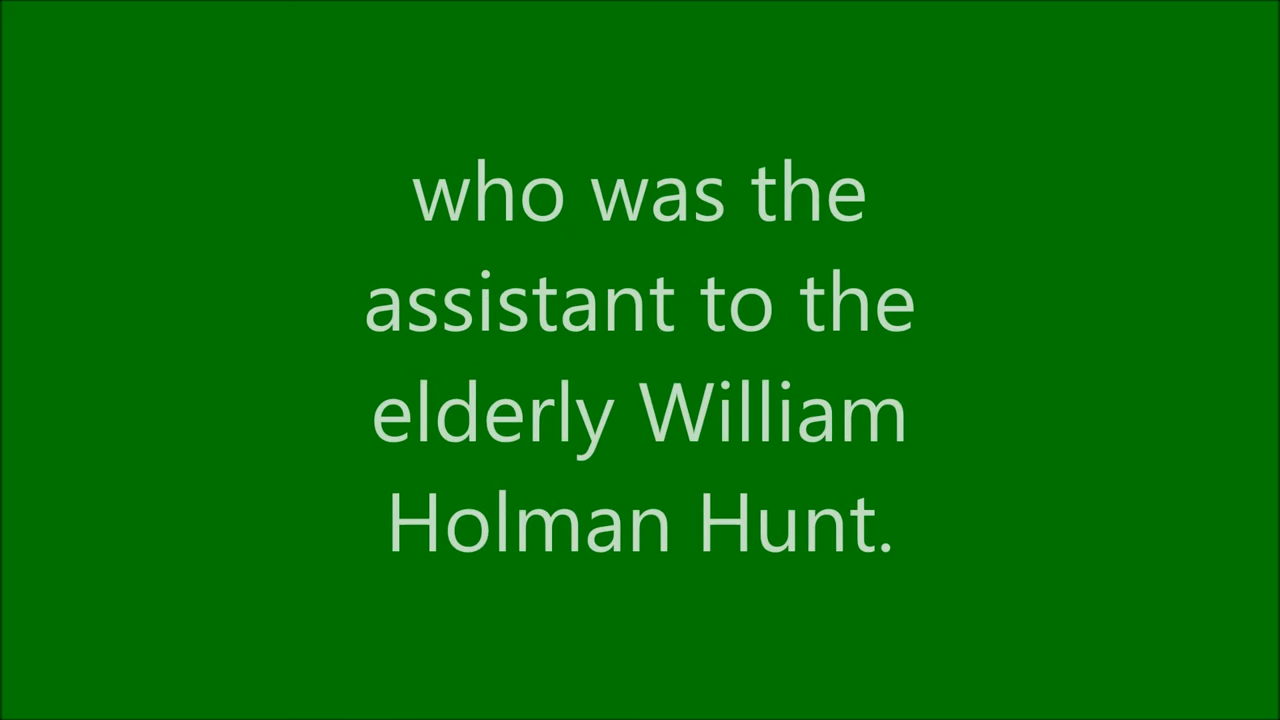 who was the
assistant to the
elderly William
Holman Hunt.